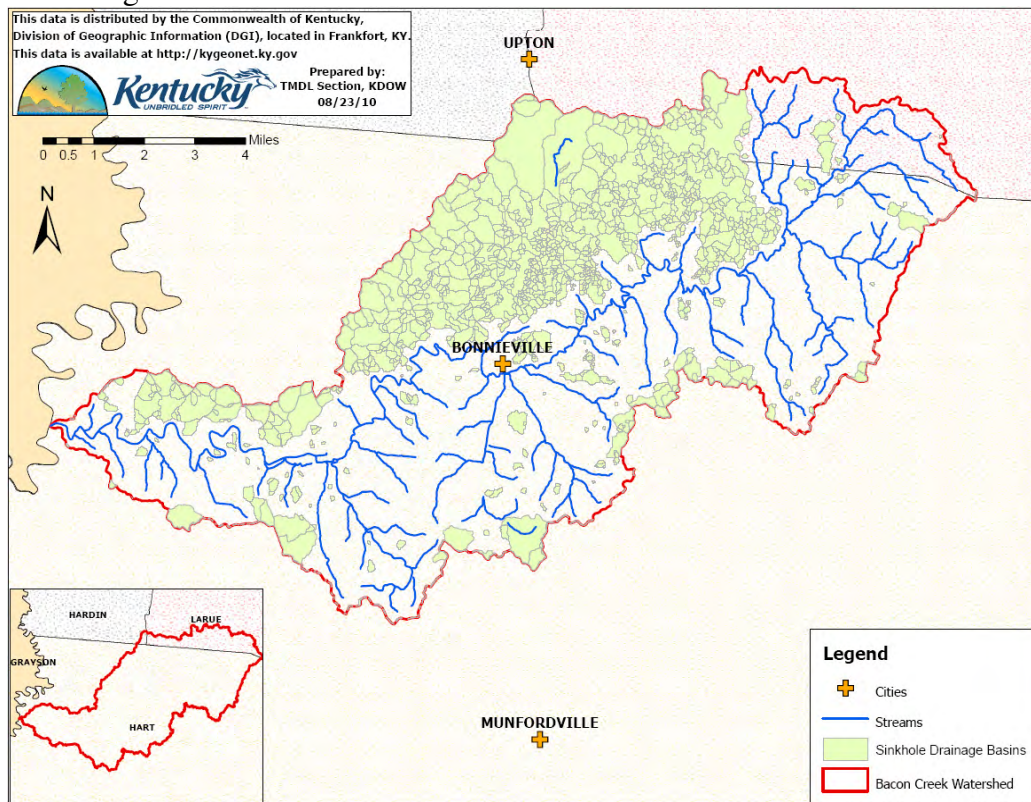 This data is distributed by the Commonwealth of Kentucky,
Division of Geographic Information (DGI), located in Frankfort, KY.
This data is available at http://kygeonet.ky.gov
Kentucky
UNBRIDLED SPIRIT
Prepared by:
TMDL Section, KDOW
08/23/10
0 0.5 1 2 3 4 Miles
N
UPTON
BONNIEVILLE
MUNFORDVILLE
HARDIN
LARUE
GRAYSON
HART
Legend
Cities
Streams
Sinkhole Drainage Basins
Bacon Creek Watershed